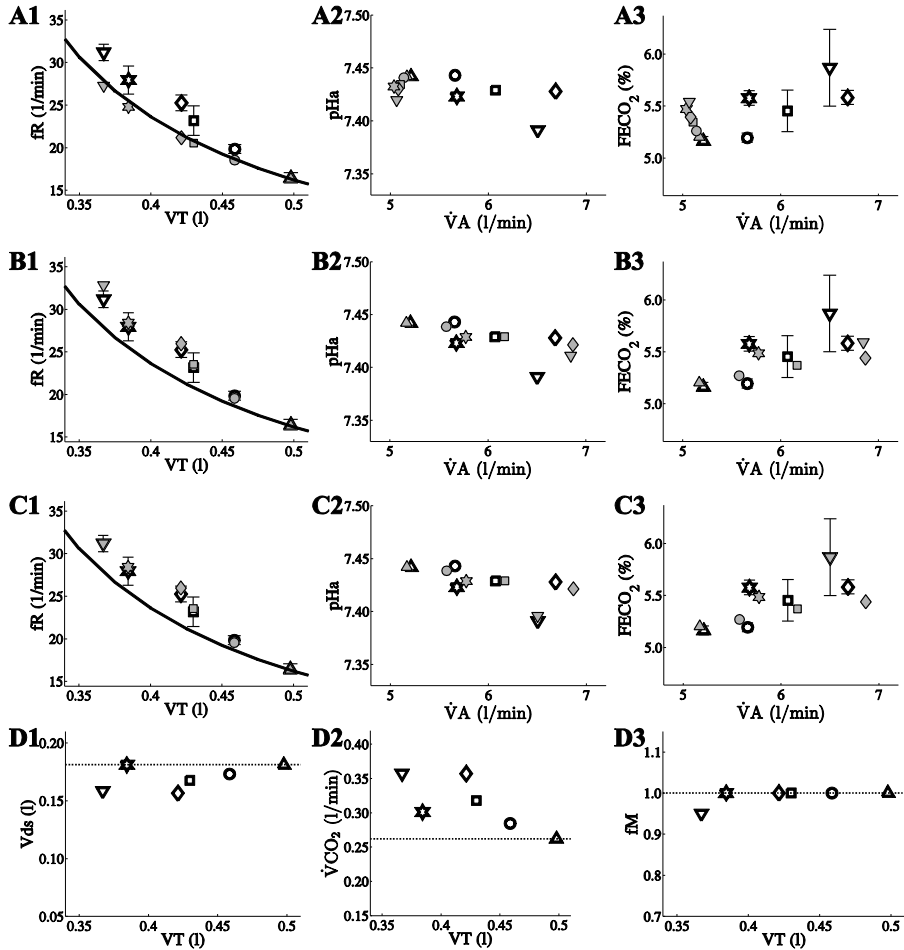 A1
35
30
25
20
15
fR (1/min)
0.35
0.4
0.45
0.5
VT (l)
A2
7.50
7.45
7.40
7.35
pHa
5
6
7
V̇A (l/min)
A3
6.0
5.5
5.0
FECO₂ (%)
5
6
7
V̇A (l/min)
B1
35
30
25
20
15
fR (1/min)
0.35
0.4
0.45
0.5
VT (l)
B2
7.50
7.45
7.40
7.35
pHa
5
6
7
V̇A (l/min)
B3
6.0
5.5
5.0
FECO₂ (%)
5
6
7
V̇A (l/min)
C1
35
30
25
20
15
fR (1/min)
0.35
0.4
0.45
0.5
VT (l)
C2
7.50
7.45
7.40
7.35
pHa
5
6
7
V̇A (l/min)
C3
6.0
5.5
5.0
FECO₂ (%)
5
6
7
V̇A (l/min)
D1
0.20
0.15
0.10
0.05
Vds (l)
0.35
0.4
0.45
0.5
VT (l)
D2
0.40
0.35
0.30
0.25
0.20
0.15
V̇CO₂ (l/min)
0.35
0.4
0.45
0.5
VT (l)
D3
1.1
1.0
0.9
0.8
0.7
fM
0.35
0.4
0.45
0.5
VT (l)